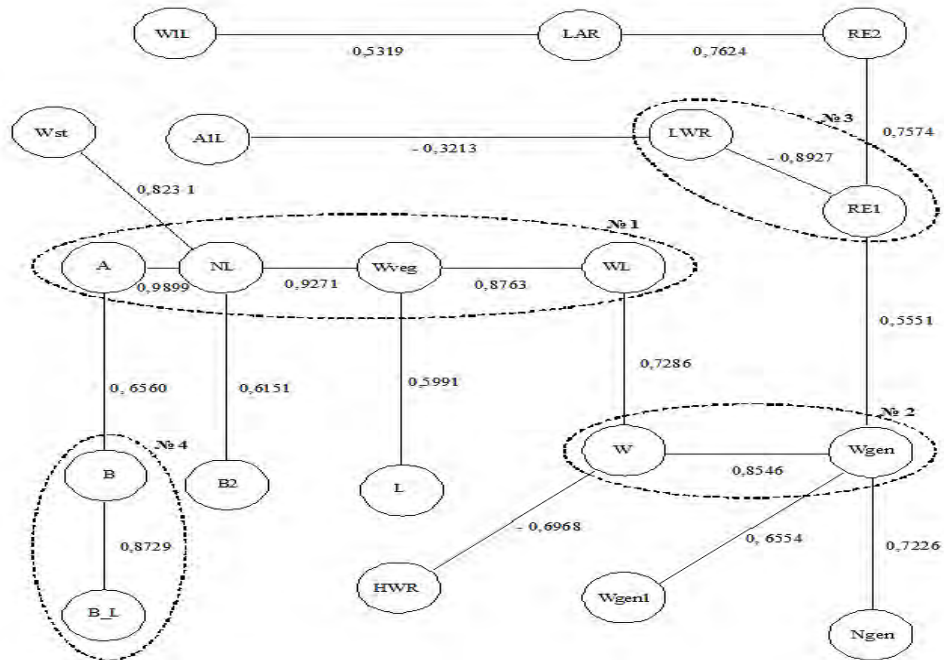 W1L
LAR
RE2
- 0,5319
0,7624
Wst
A1L
LWR
№ 3
0,7574
- 0,3213
- 0,8927
0,823 1
RE1
№ 1
A
NL
Wveg
WL
0,9899
0,9271
0,8763
0,5551
0,7286
0, 6560
0,6151
0,5991
№ 2
№ 4
W
Wgen
B
B2
L
0,8546
- 0,6968
0, 6554
0,7226
0,8729
HWR
Wgen1
B_L
Ngen